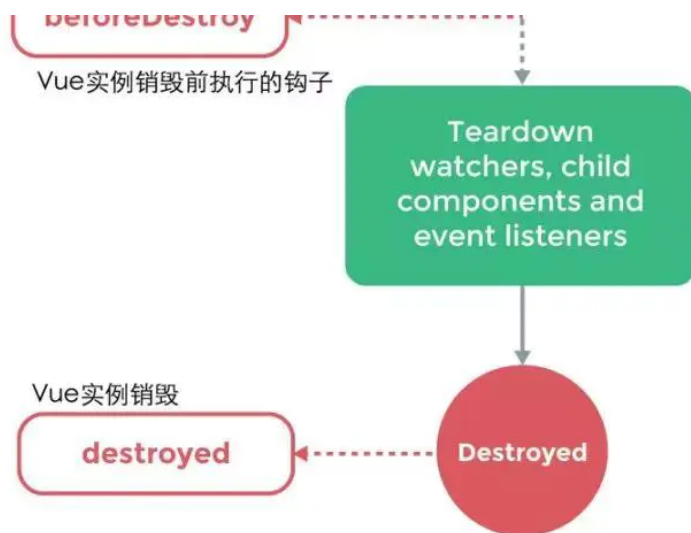 beforeDestroy
Vue实例销毁前执行的钩子
Teardown
watchers, child
components and
event listeners
Vue实例销毁
destroyed
Destroyed